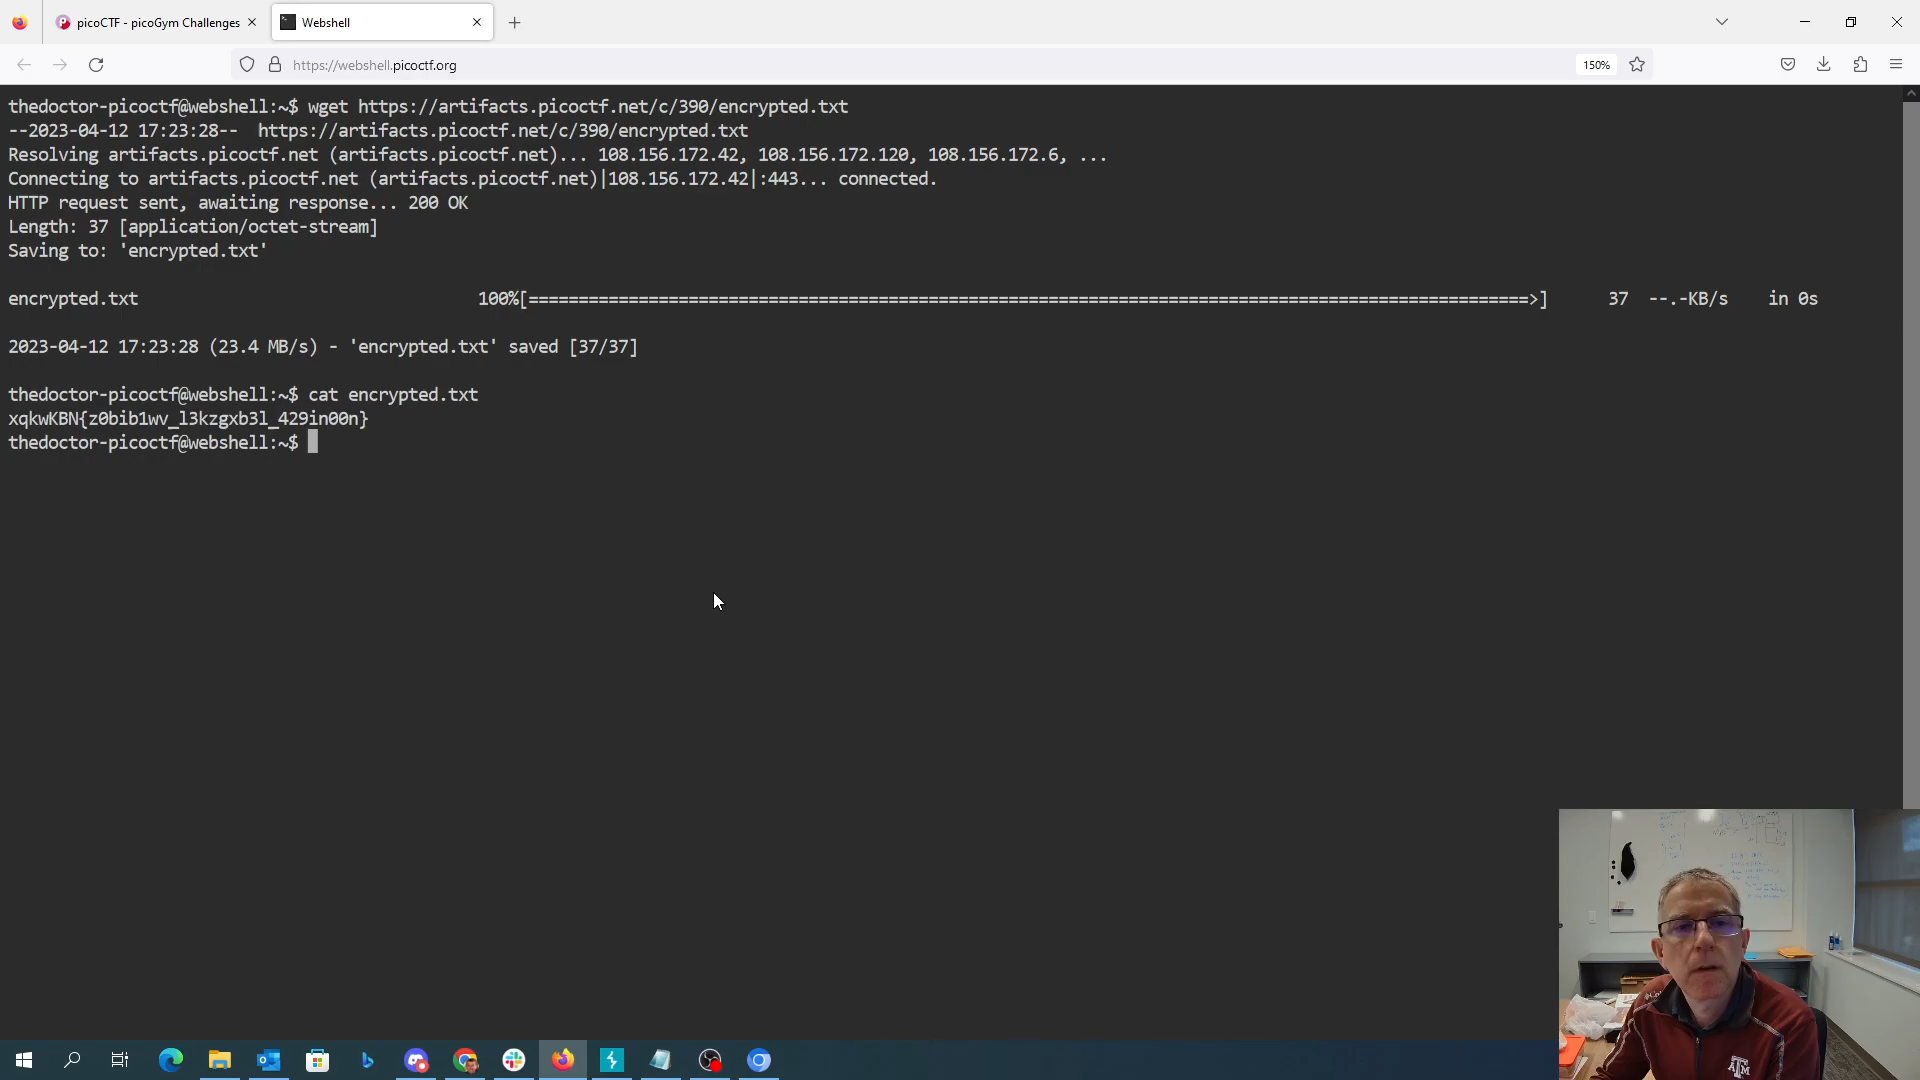 picoCTF - picoGym Challenges
Webshell
https://webshell.picoctf.org
150%
thedoctor-picoctf@webshell:~$ wget https://artifacts.picoctf.net/c/390/encrypted.txt
--2023-04-12 17:23:28--  https://artifacts.picoctf.net/c/390/encrypted.txt
Resolving artifacts.picoctf.net (artifacts.picoctf.net)... 108.156.172.42, 108.156.172.120, 108.156.172.6, ...
Connecting to artifacts.picoctf.net (artifacts.picoctf.net)|108.156.172.42|:443... connected.
HTTP request sent, awaiting response... 200 OK
Length: 37 [application/octet-stream]
Saving to: 'encrypted.txt'
encrypted.txt 100%[====================================================================================================>] 37 --.-KB/s in 0s
2023-04-12 17:23:28 (23.4 MB/s) - 'encrypted.txt' saved [37/37]
thedoctor-picoctf@webshell:~$ cat encrypted.txt
xqkwKBN{z0bib1wv_l3kzgxb3l_429in00n}
thedoctor-picoctf@webshell:~$
ATM